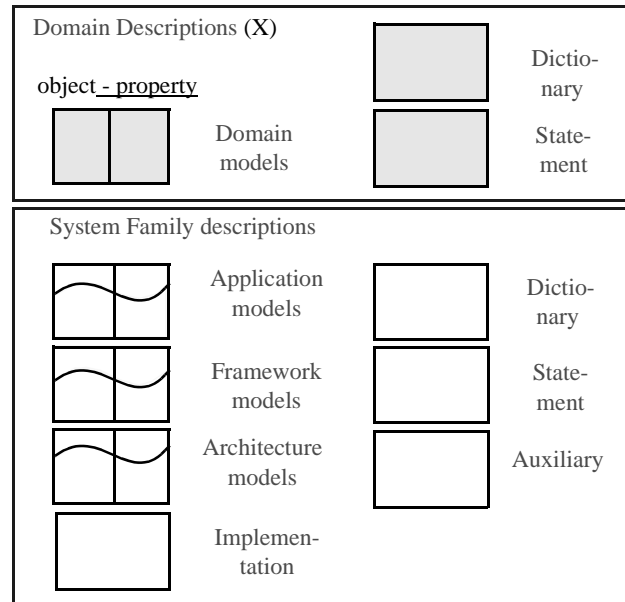 Domain Descriptions (X)
object - property
Domain
models
Dictio-
nary
State-
ment
System Family descriptions
Application
models
Framework
models
Architecture
models
Implemen-
tation
Dictio-
nary
State-
ment
Auxiliary